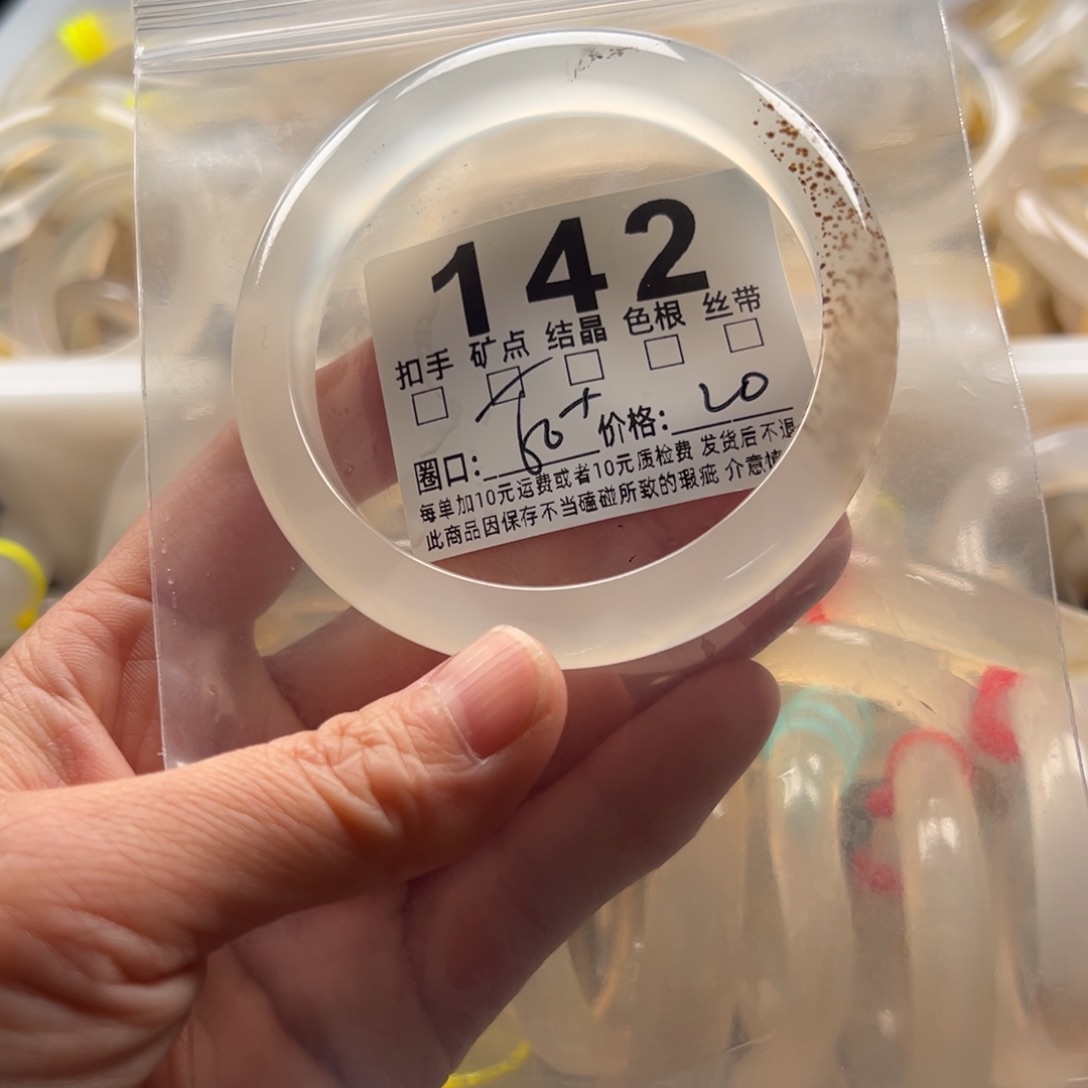 142
扣手 矿点 结晶 色根 丝带
圈口: 60+ 价格: 20
每单加10元运费或者10元质检费 发货后不退
此商品因保存不当磕碰所致的瑕疵 介意慎